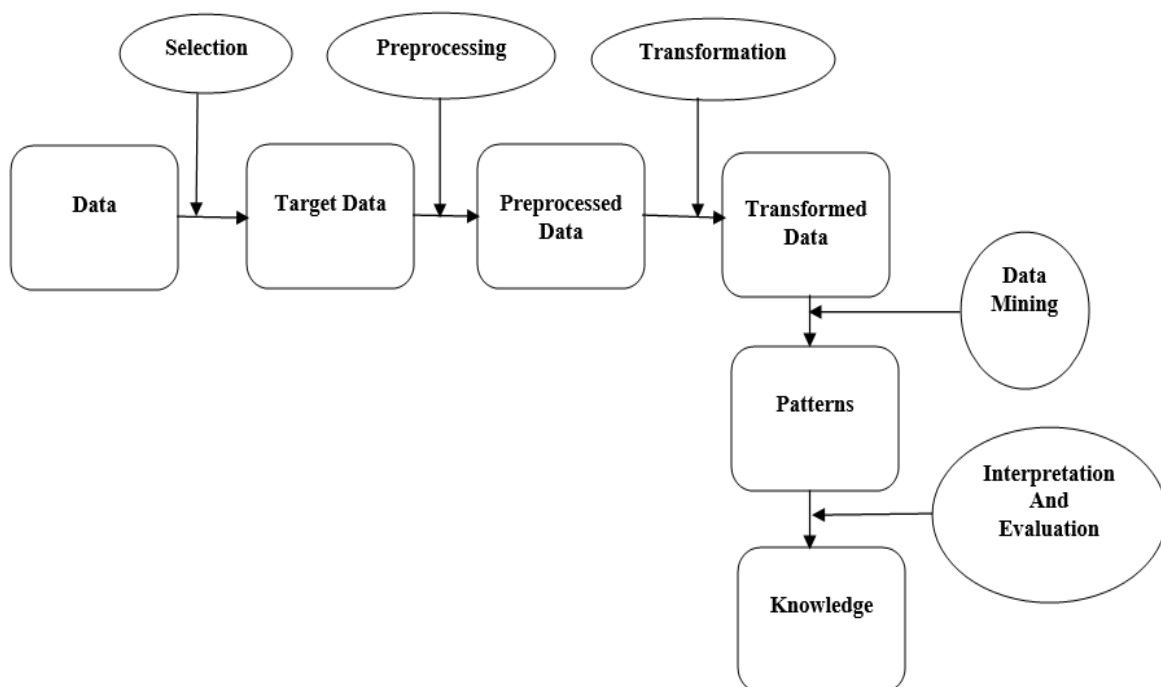 Selection
Preprocessing
Transformation
Data
Target Data
Preprocessed
Data
Transformed
Data
Data
Mining
Patterns
Interpretation
And
Evaluation
Knowledge